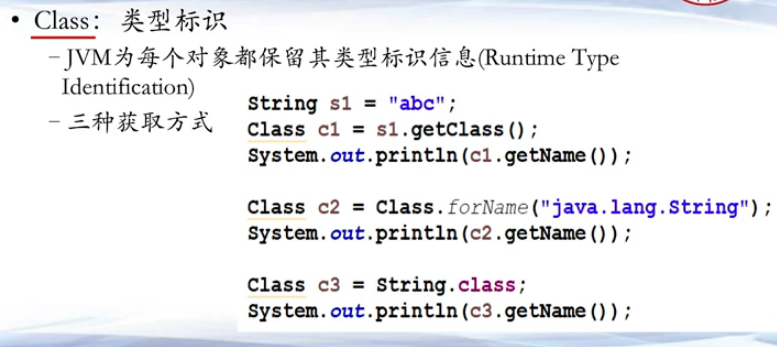 • Class： 类型标识
–JVM为每个对象都保留其类型标识信息(Runtime Type
Identification)
–三种获取方式
String s1 = "abc";
Class c1 = s1.getClass();
System.out.println(c1.getName());
Class c2 = Class.forName("java.lang.String");
System.out.println(c2.getName());
Class c3 = String.class;
System.out.println(c3.getName());